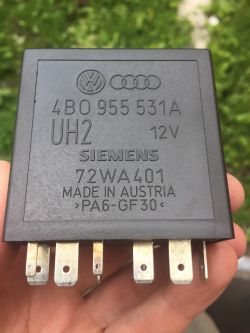 4B0 955 531A
UH2 12V
SIEMENS
72WA401
MADE IN AUSTRIA
>PA6-GF30<